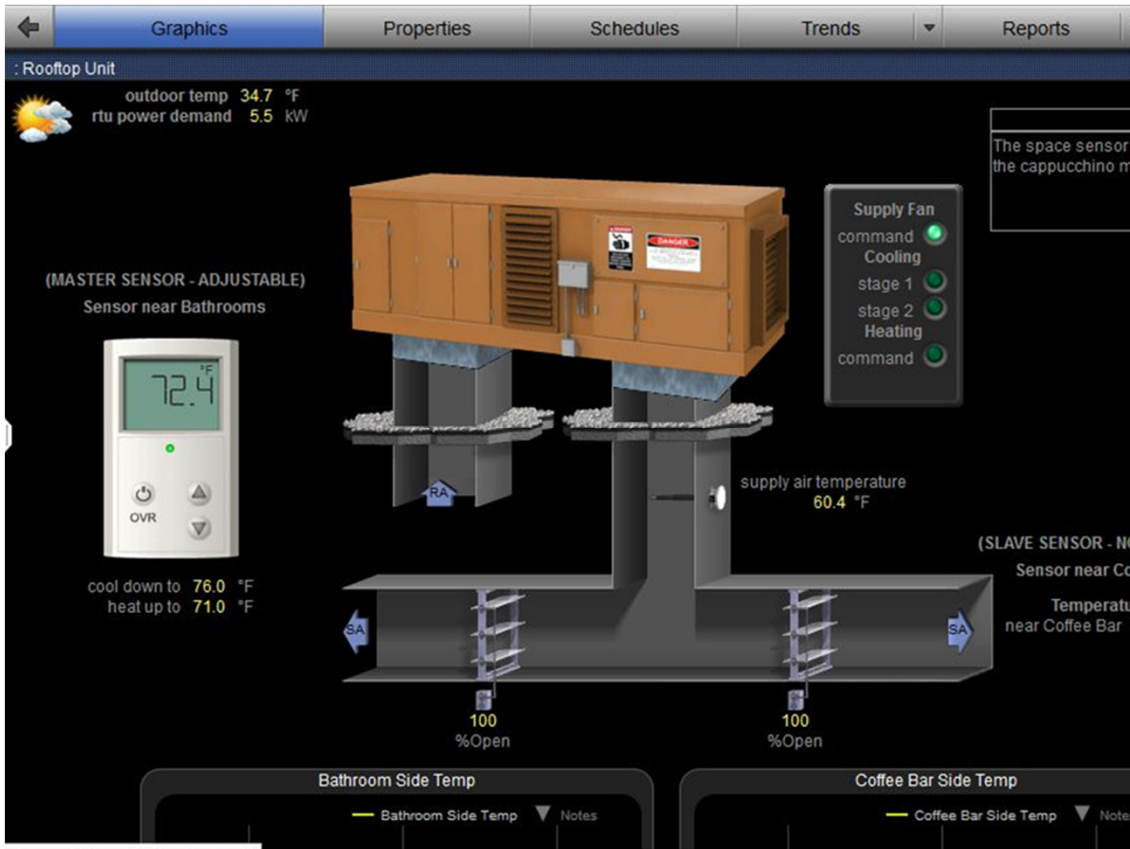 Graphics
Properties
Schedules
Trends
Reports
: Rooftop Unit
outdoor temp 34.7 °F
rtu power demand 5.5 kW
The space sensor
the cappucchino m
Supply Fan
command
Cooling
stage 1
stage 2
Heating
command
DANGER
(MASTER SENSOR - ADJUSTABLE)
Sensor near Bathrooms
°F
72.4
OVR
cool down to 76.0 °F
heat up to 71.0 °F
RA
supply air temperature
60.4 °F
(SLAVE SENSOR - NO
Sensor near Co
Temperatu
near Coffee Bar
SA
SA
100
%Open
100
%Open
Bathroom Side Temp
Bathroom Side Temp
Notes
Coffee Bar Side Temp
Coffee Bar Side Temp
Note